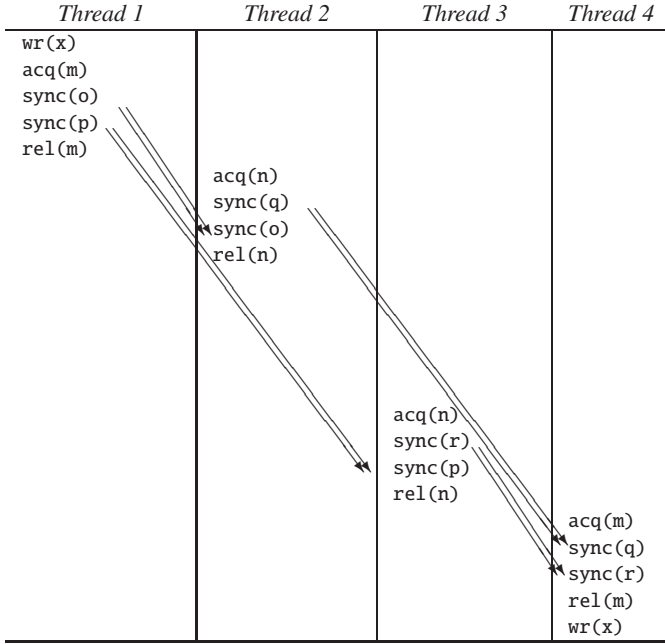 Thread 1 Thread 2 Thread 3 Thread 4
wr(x)
acq(m)
sync(o)
sync(p)
rel(m)
acq(n)
sync(q)
sync(o)
rel(n)
acq(n)
sync(r)
sync(p)
rel(n)
acq(m)
sync(q)
sync(r)
rel(m)
wr(x)